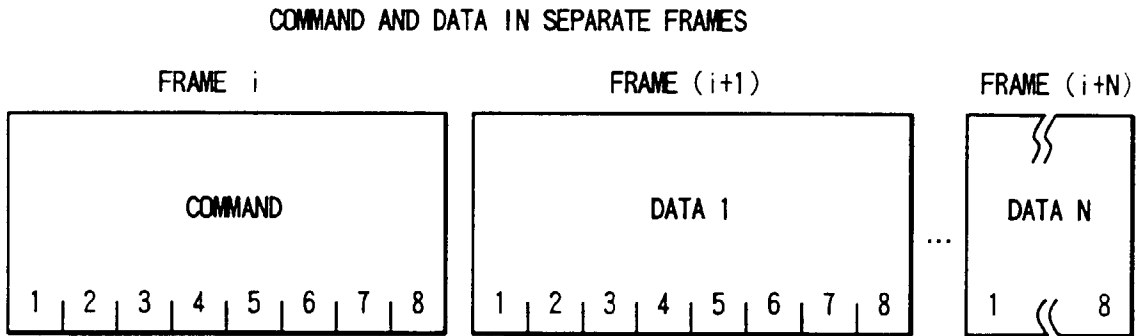 COMMAND AND DATA IN SEPARATE FRAMES
FRAME i FRAME (i+1) FRAME (i+N)
COMMAND DATA 1 DATA N
...
1 2 3 4 5 6 7 8 1 2 3 4 5 6 7 8 1 8